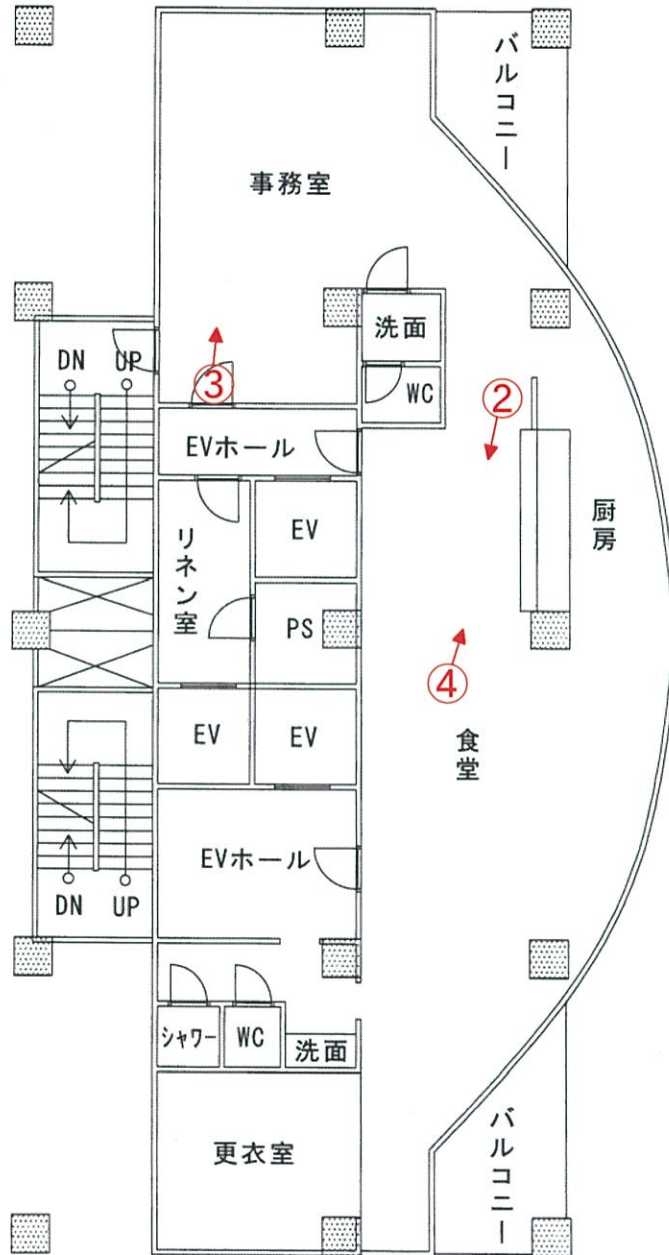 バルコニー
事務室
洗面
DN
UP
③
WC
②
EVホール
EV
厨房
リネン室
PS
④
EV
EV
食堂
EVホール
DN
UP
シャワー
WC
洗面
更衣室
バルコニー